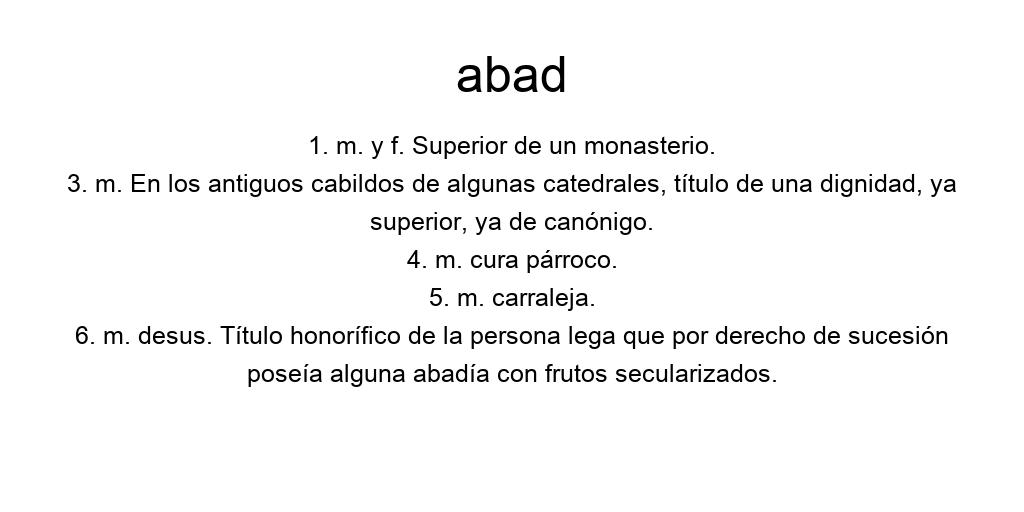 abad
1. m. y f. Superior de un monasterio.
3. m. En los antiguos cabildos de algunas catedrales, título de una dignidad, ya
superior, ya de canónigo.
4. m. cura párroco.
5. m. carraleja.
6. m. desus. Título honorífico de la persona lega que por derecho de sucesión
poseía alguna abadía con frutos secularizados.